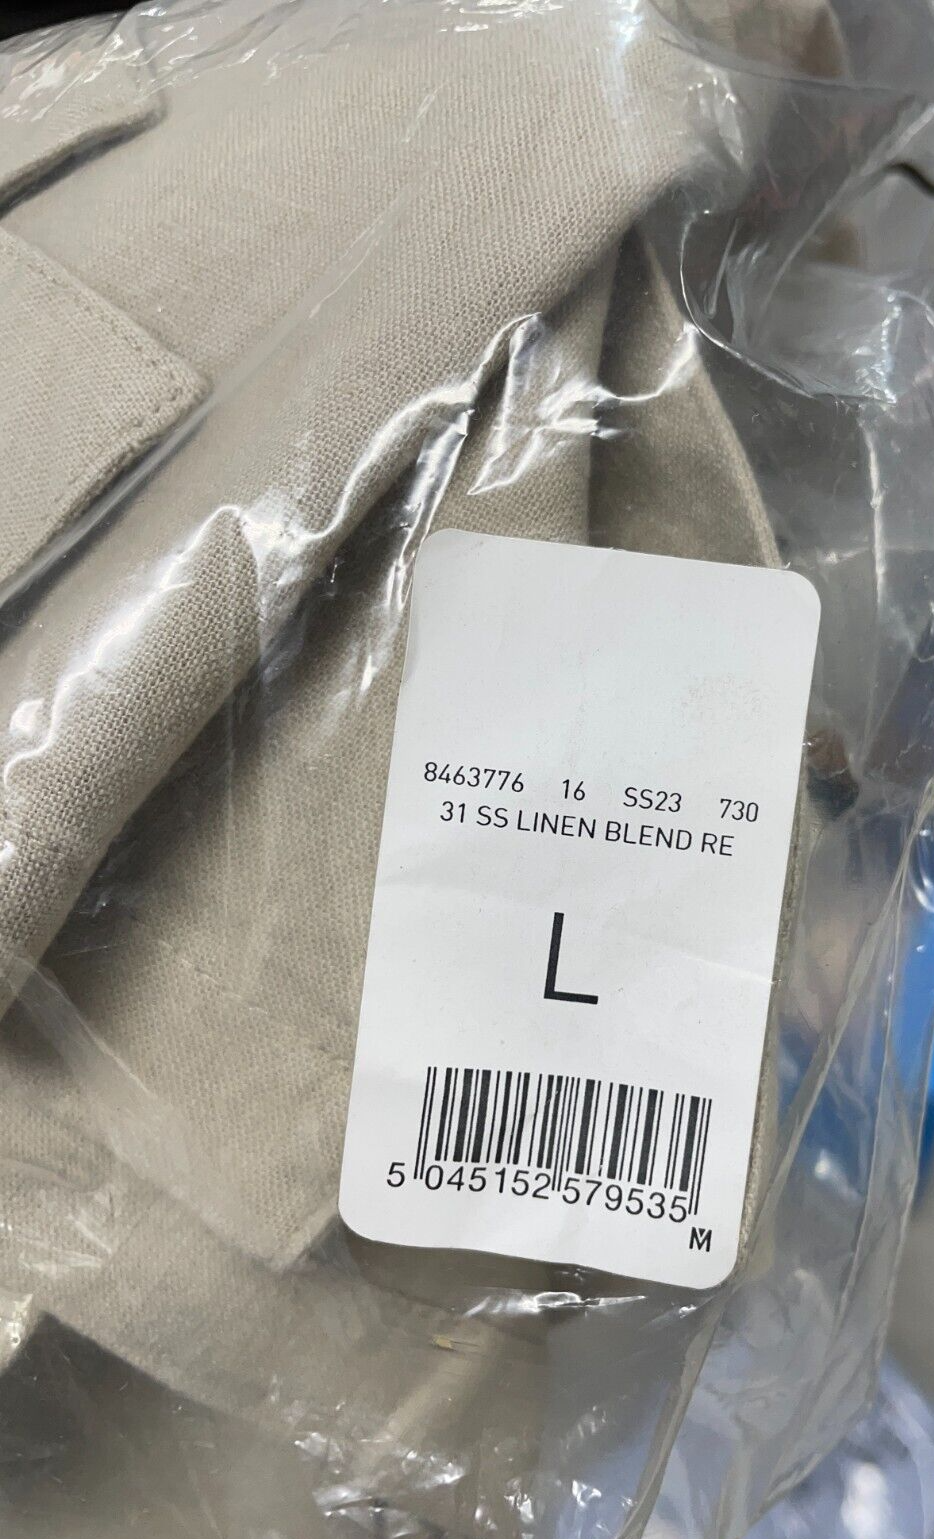 8463776 16 SS23 730
31 SS LINEN BLEND RE
L
5 045152 579535
M